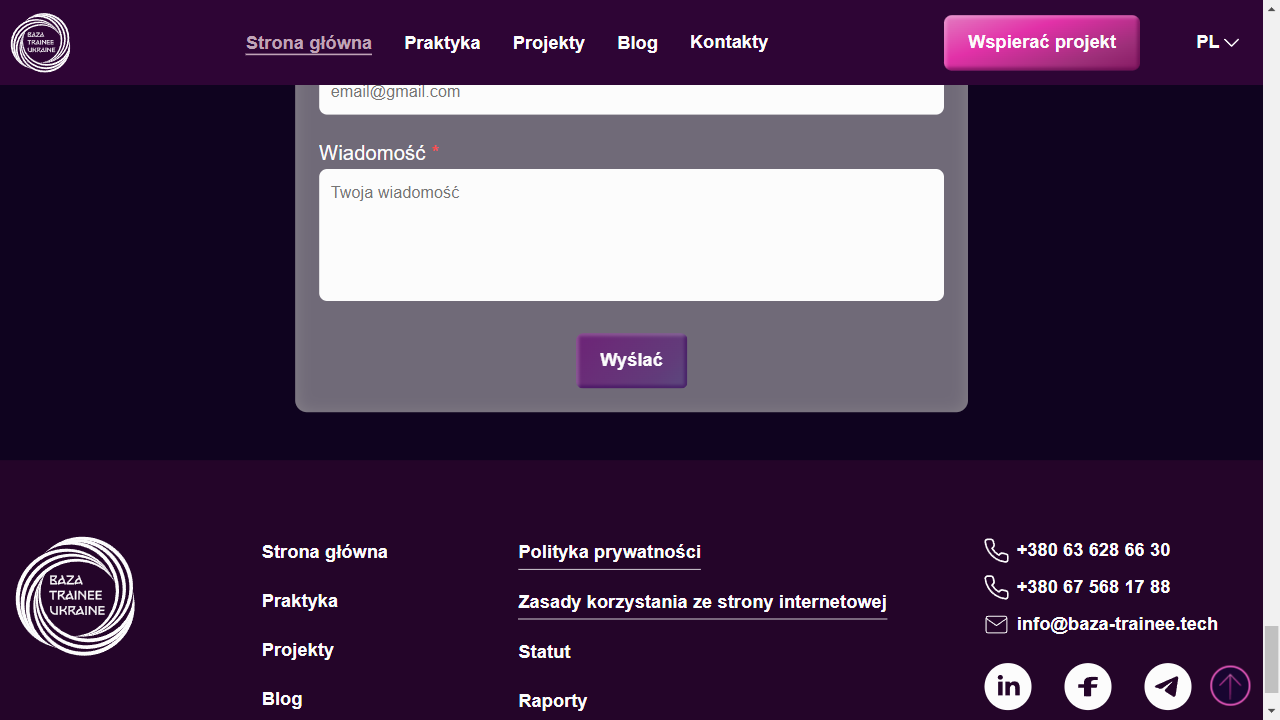 BAZA
TRAINEE
UKRAINE
Strona główna
Praktyka
Projekty
Blog
Kontakty
Wspierać projekt
PL
email@gmail.com
Wiadomość *
Twoja wiadomość
Wyślać
BAZA
TRAINEE
UKRAINE
Strona główna
Praktyka
Projekty
Blog
Polityka prywatności
Zasady korzystania ze strony internetowej
Statut
Raporty
+380 63 628 66 30
+380 67 568 17 88
info@baza-trainee.tech